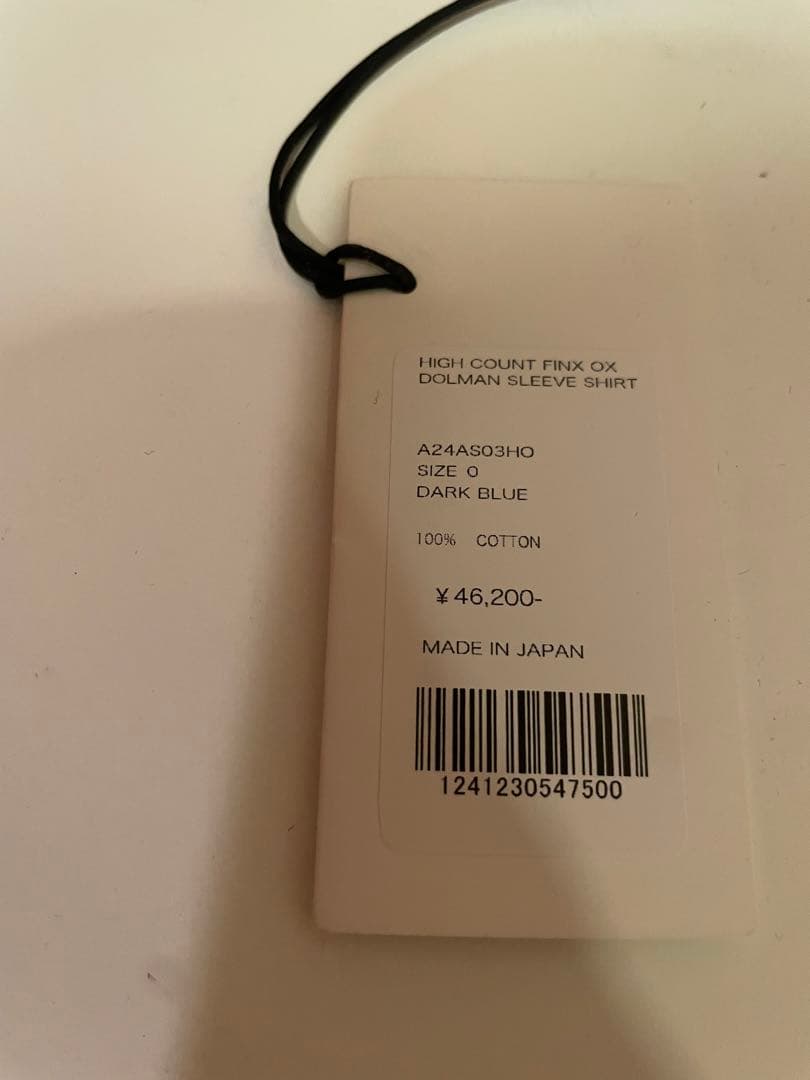 HIGH COUNT FINX OX
DOLMAN SLEEVE SHIRT
A24AS03HO
SIZE 0
DARK BLUE
100% COTTON
¥46,200-
MADE IN JAPAN
1241230547500